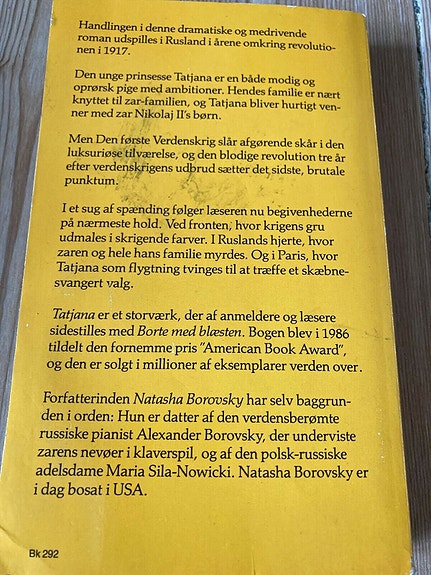 Handlingen i denne dramatiske og medrivende
roman udspilles i Rusland i årene omkring revolutio-
nen i 1917.
Den unge prinsesse Tatjana er en både modig og
oprørsk pige med ambitioner. Hendes familie er nært
knyttet til zar-familien, og Tatjana bliver hurtigt ven-
ner med zar Nikolaj II's børn.
Men Den første Verdenskrig slår afgørende skår i den
luksuriøse tilværelse, og den blodige revolution tre år
efter verdenskrigens udbrud sætter det sidste, brutale
punktum.
I et sug af spænding følger læseren nu begivenhederne
på nærmeste hold. Ved fronten, hvor krigens gru
udmales i skrigende farver. I Ruslands hjerte, hvor
zaren og hele hans familie myrdes. Og i Paris, hvor
Tatjana som flygtning tvinges til at træffe et skæbne-
svangert valg.
Tatjana er et storværk, der af anmeldere og læsere
sidestilles med Borte med blæsten. Bogen blev i 1986
tildelt den fornemme pris "American Book Award",
og den er solgt i millioner af eksemplarer verden over.
Forfatterinden Natasha Borovsky har selv baggrun-
den i orden: Hun er datter af den verdensberømte
russiske pianist Alexander Borovsky, der underviste
zarens nevøer i klaverspil, og af den polsk-russiske
adelsdame Maria Sila-Nowicki. Natasha Borovsky er
i dag bosat i USA.
Bk 292